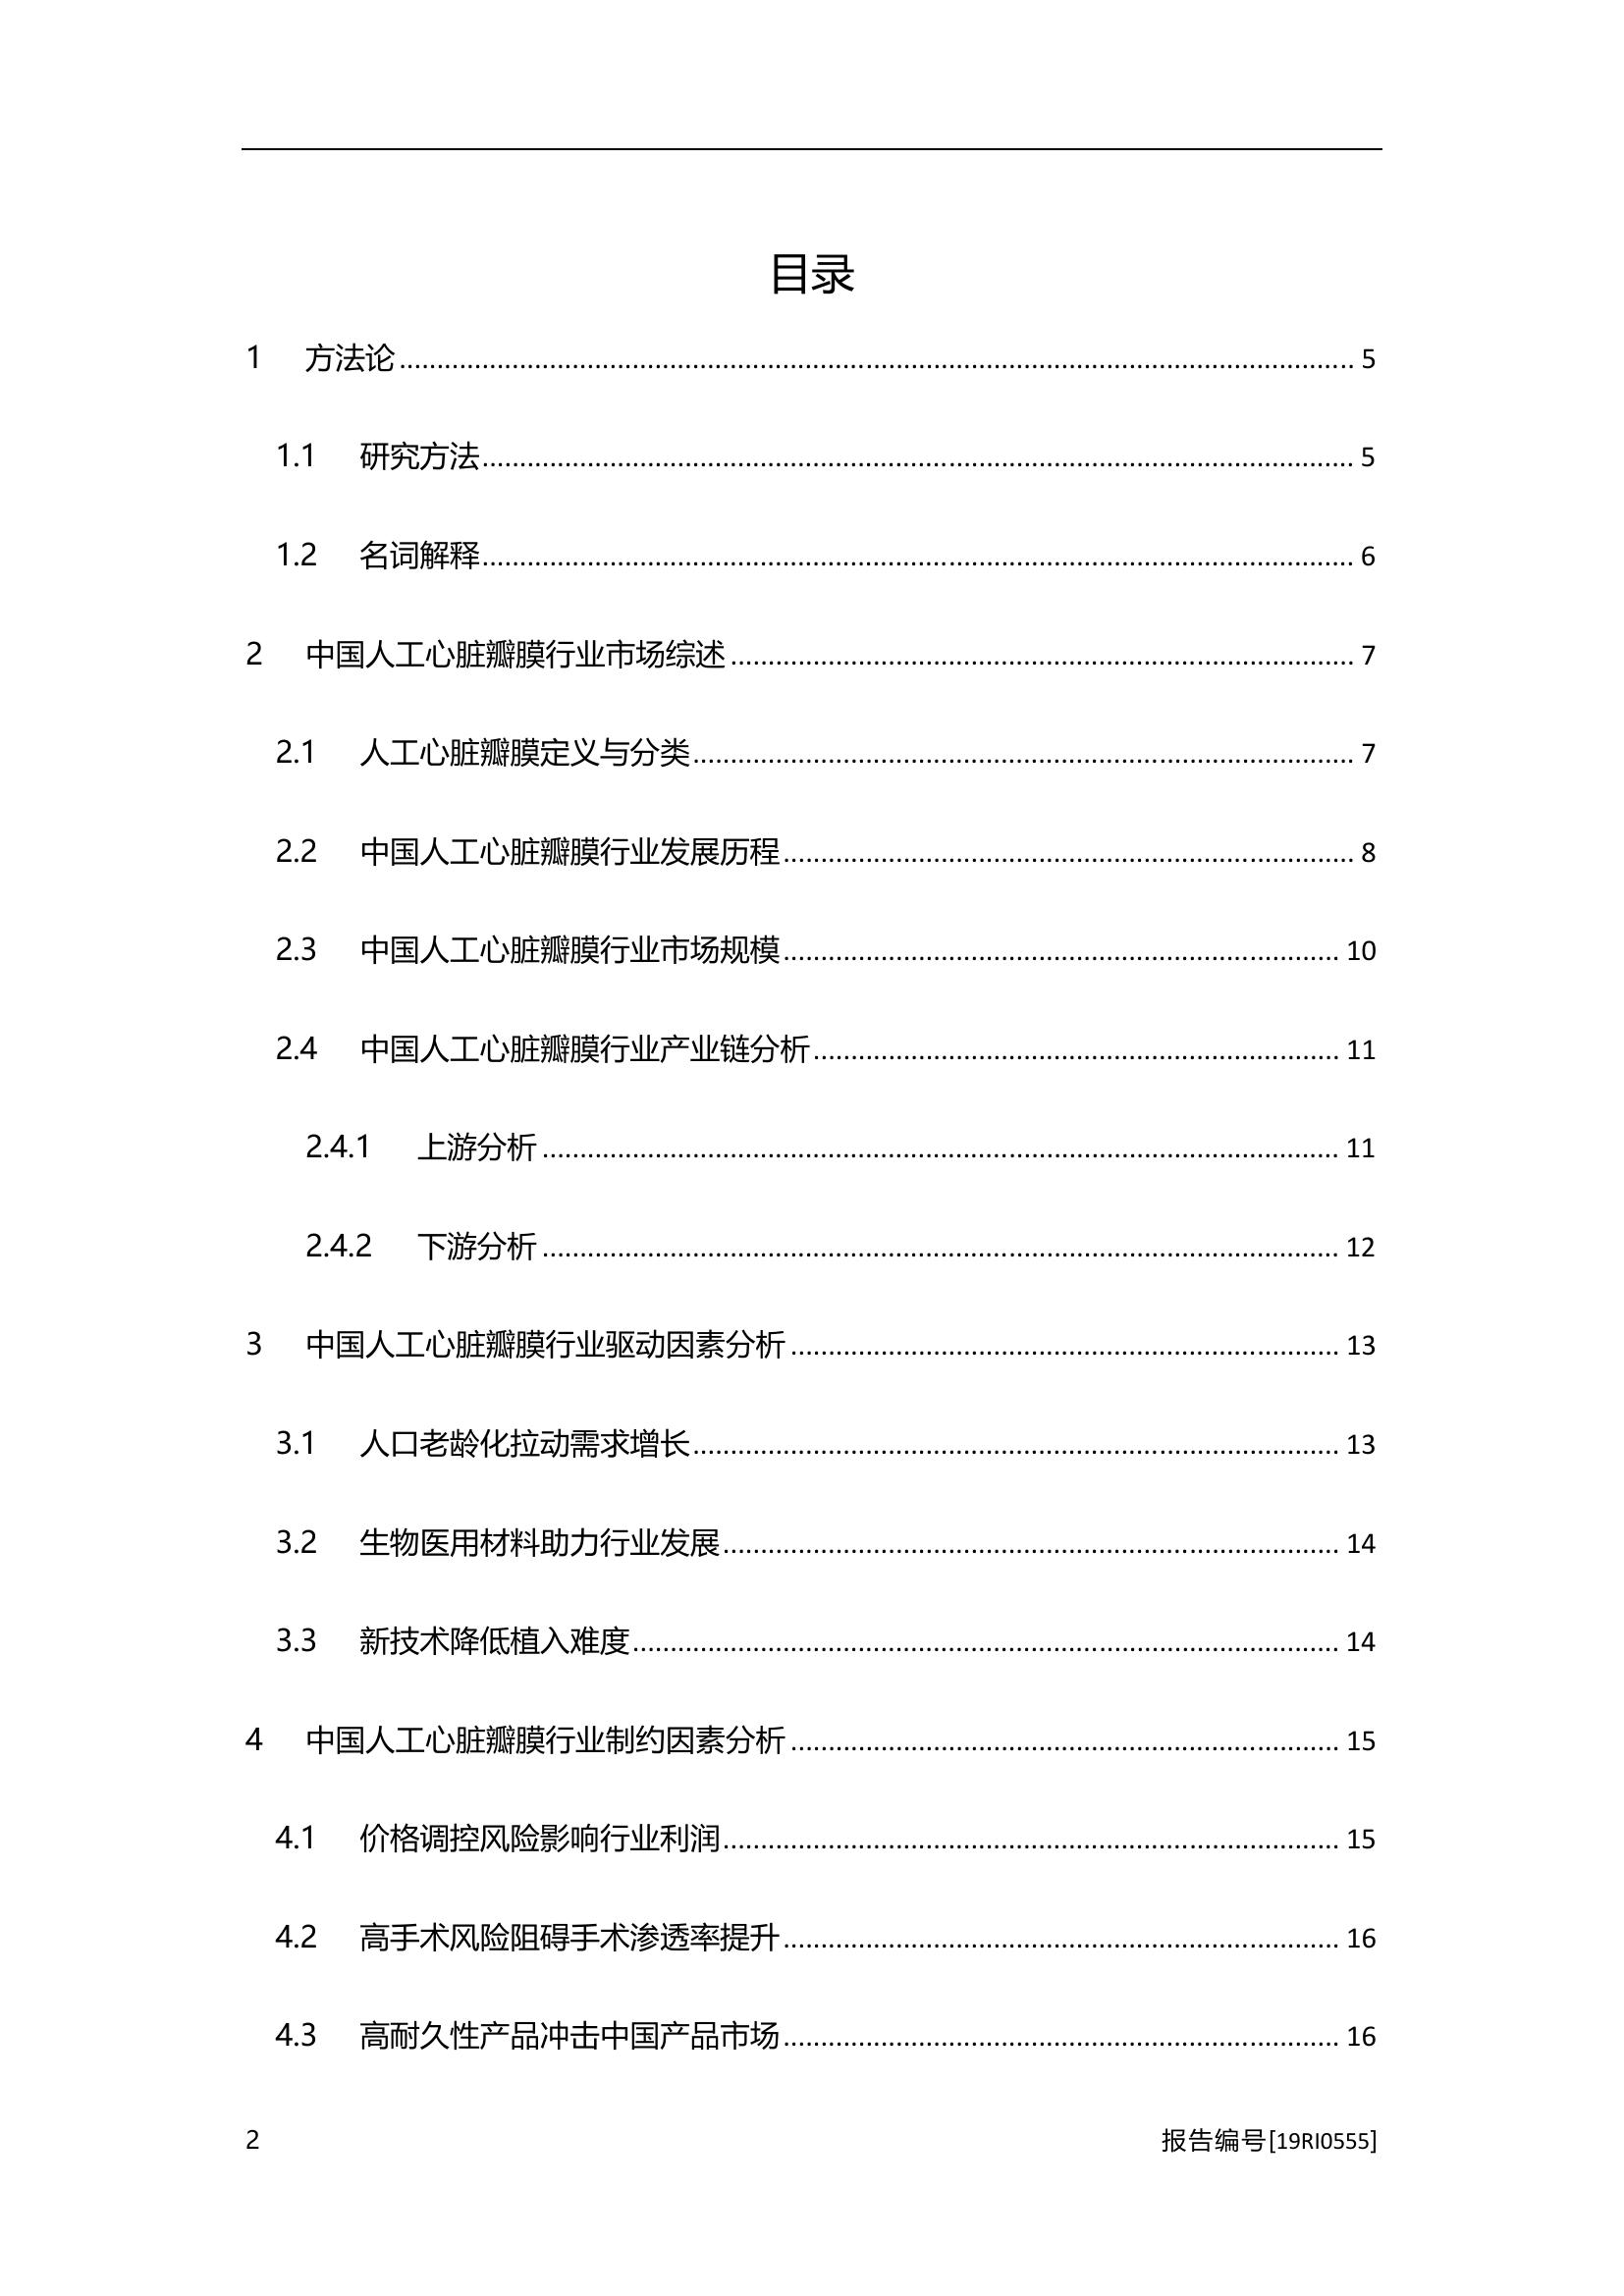 目录
1 方法论 5
1.1 研究方法 5
1.2 名词解释 6
2 中国人工心脏瓣膜行业市场综述 7
2.1 人工心脏瓣膜定义与分类 7
2.2 中国人工心脏瓣膜行业发展历程 8
2.3 中国人工心脏瓣膜行业市场规模 10
2.4 中国人工心脏瓣膜行业产业链分析 11
2.4.1 上游分析 11
2.4.2 下游分析 12
3 中国人工心脏瓣膜行业驱动因素分析 13
3.1 人口老龄化拉动需求增长 13
3.2 生物医用材料助力行业发展 14
3.3 新技术降低植入难度 14
4 中国人工心脏瓣膜行业制约因素分析 15
4.1 价格调控风险影响行业利润 15
4.2 高手术风险阻碍手术渗透率提升 16
4.3 高耐久性产品冲击中国产品市场 16
2 报告编号[19RI0555]